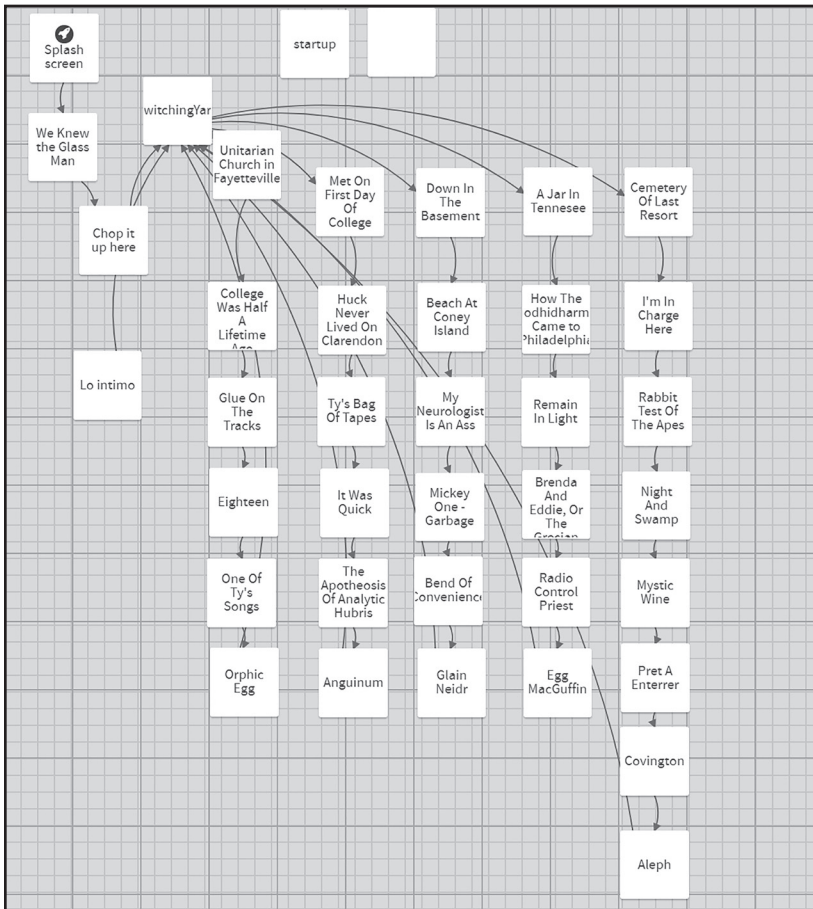 Splash
screen
startup
We Knew
the Glass
Man
witchingYar
Unitarian
Church in
Fayetteville
Chop it
up here
Met On
First Day
Of
College
Down In
The
Basement
A Jar In
Tennesee
Cemetery
Of Last
Resort
Lo intimo
College
Was Half
A
Lifetime
Ago
Huck
Never
Lived On
Clarendon
Beach At
Coney
Island
How The
odhidharm
Came to
Philadelphia
I'm In
Charge
Here
Glue On
The
Tracks
Ty's Bag
Of Tapes
My
Neurologist
Is An Ass
Remain
In Light
Rabbit
Test Of
The Apes
Eighteen
It Was
Quick
Mickey
One -
Garbage
Brenda
And
Eddie, Or
The
Grecian
Night
And
Swamp
One Of
Ty's
Songs
The
Apotheosis
Of Analytic
Hubris
Bend Of
Convenience
Radio
Control
Priest
Mystic
Wine
Orphic
Egg
Anguinum
Glain
Neidr
Egg
MacGuffin
Pret A
Enterrer
Covington
Aleph